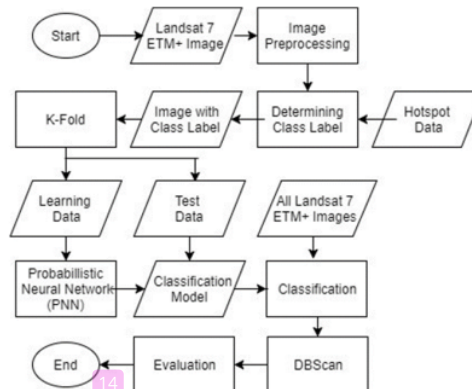 Start
Landsat 7
ETM+ Image
Image
Preprocessing
K-Fold
Image with
Class Label
Determining
Class Label
Hotspot
Data
Learning
Data
Test
Data
All Landsat 7
ETM+ Images
Probabillistic
Neural Network
(PNN)
Classification
Model
Classification
End
Evaluation
DBScan
14